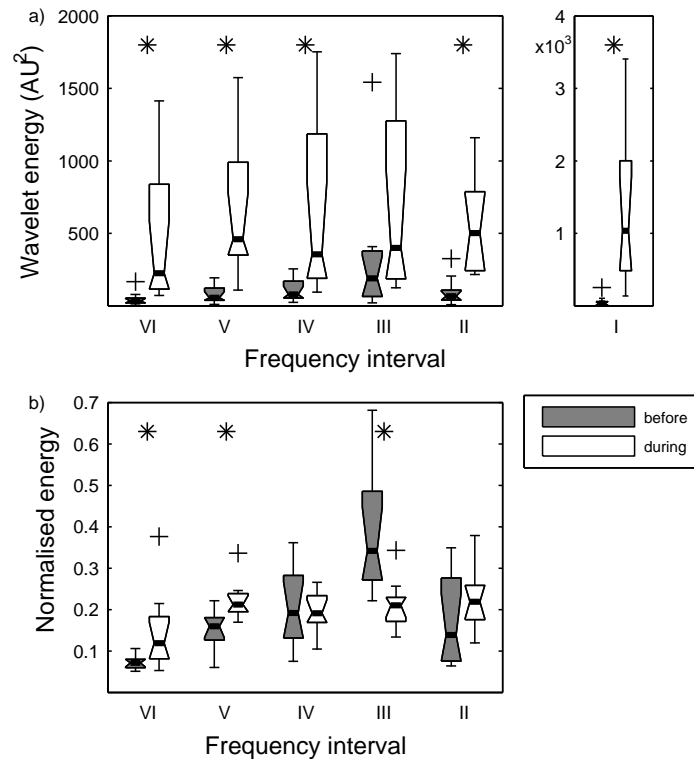 a)
2000
1500
1000
500
Wavelet energy (AU²)
VI V IV III II
Frequency interval
4
x10³
3
2
1
I
b)
0.7
0.6
0.5
0.4
0.3
0.2
0.1
Normalised energy
VI V IV III II
Frequency interval
before
during